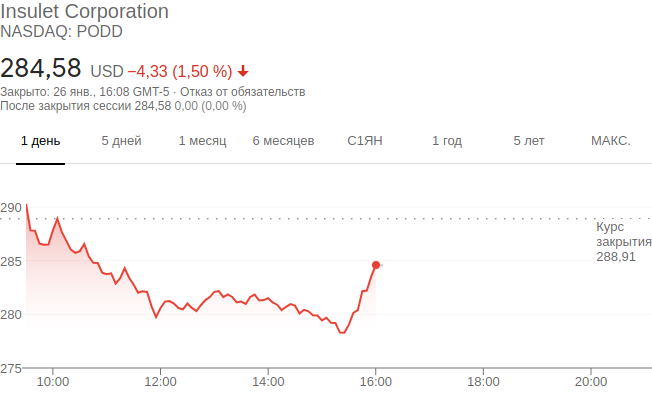 Insulet Corporation
NASDAQ: PODD
284,58 USD −4,33 (1,50 %)
Закрыто: 26 янв., 16:08 GMT-5 · Отказ от обязательств
После закрытия сессии 284,58 0,00 (0,00 %)
1 день 5 дней 1 месяц 6 месяцев С1ЯН 1 год 5 лет МАКС.
290
Курс
закрытия
288,91
285
280
275
10:00 12:00 14:00 16:00 18:00 20:00